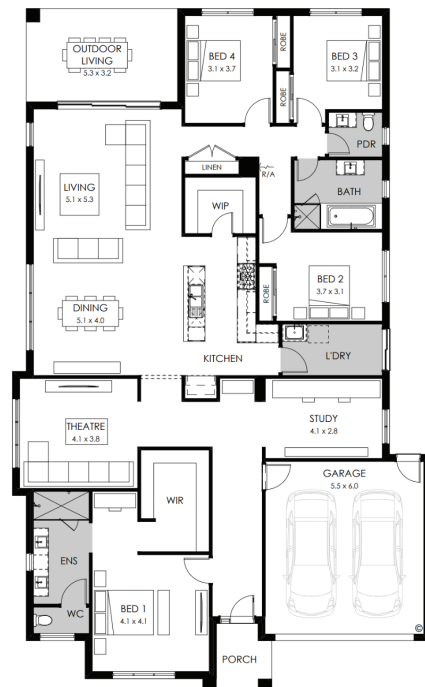 OUTDOOR
LIVING
5.3 x 3.2
BED 4
3.1 x 3.7
ROBE
ROBE
BED 3
3.1 x 3.2
PDR
LINEN
R/A
BATH
LIVING
5.1 x 5.3
WIP
BED 2
3.7 x 3.1
ROBE
DINING
5.1 x 4.0
KITCHEN
L'DRY
THEATRE
4.1 x 3.8
STUDY
4.1 x 2.8
WIR
GARAGE
5.5 x 6.0
ENS
WC
BED 1
4.1 x 4.1
PORCH
©